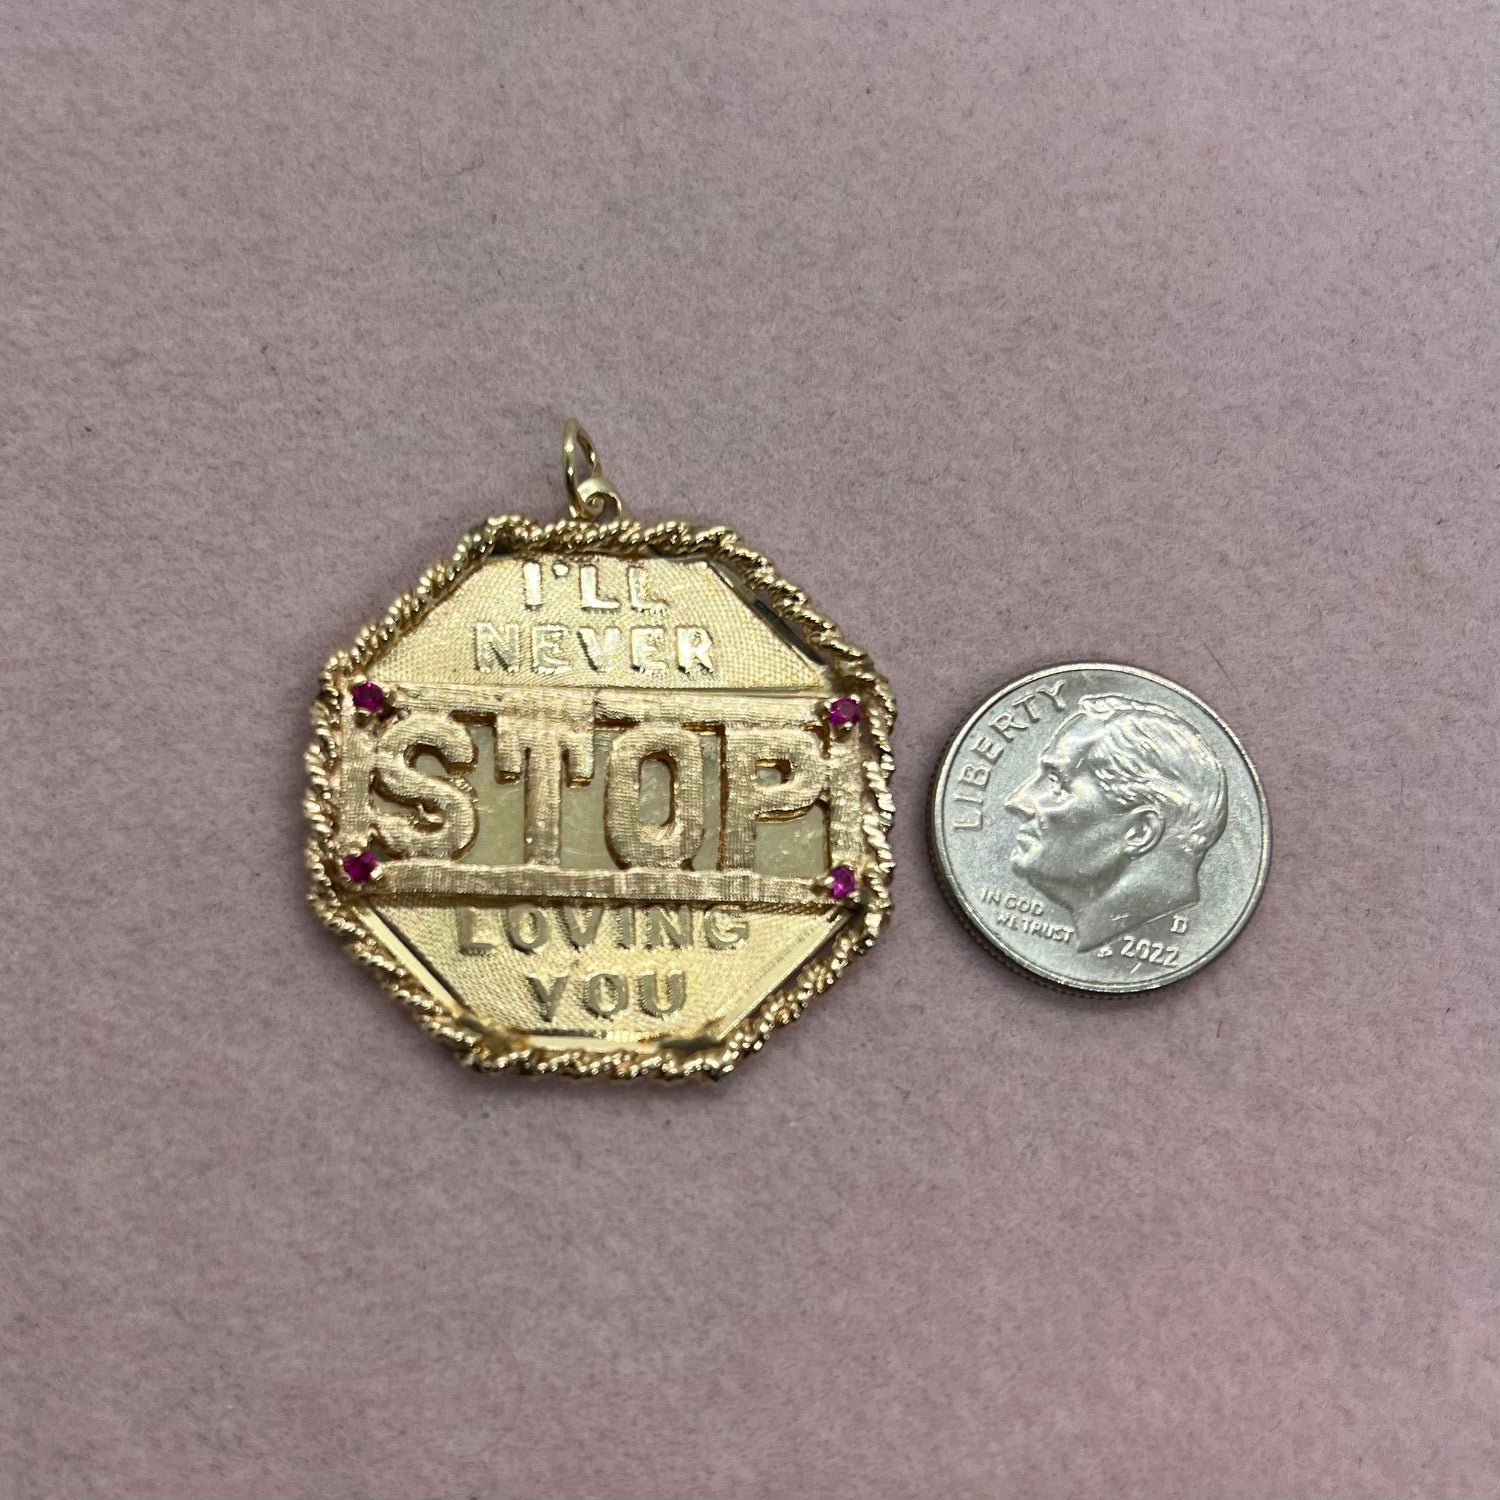 I'LL
NEVER
STOP
LOVING
YOU
LIBERTY
IN GOD
WE TRUST
D
2022